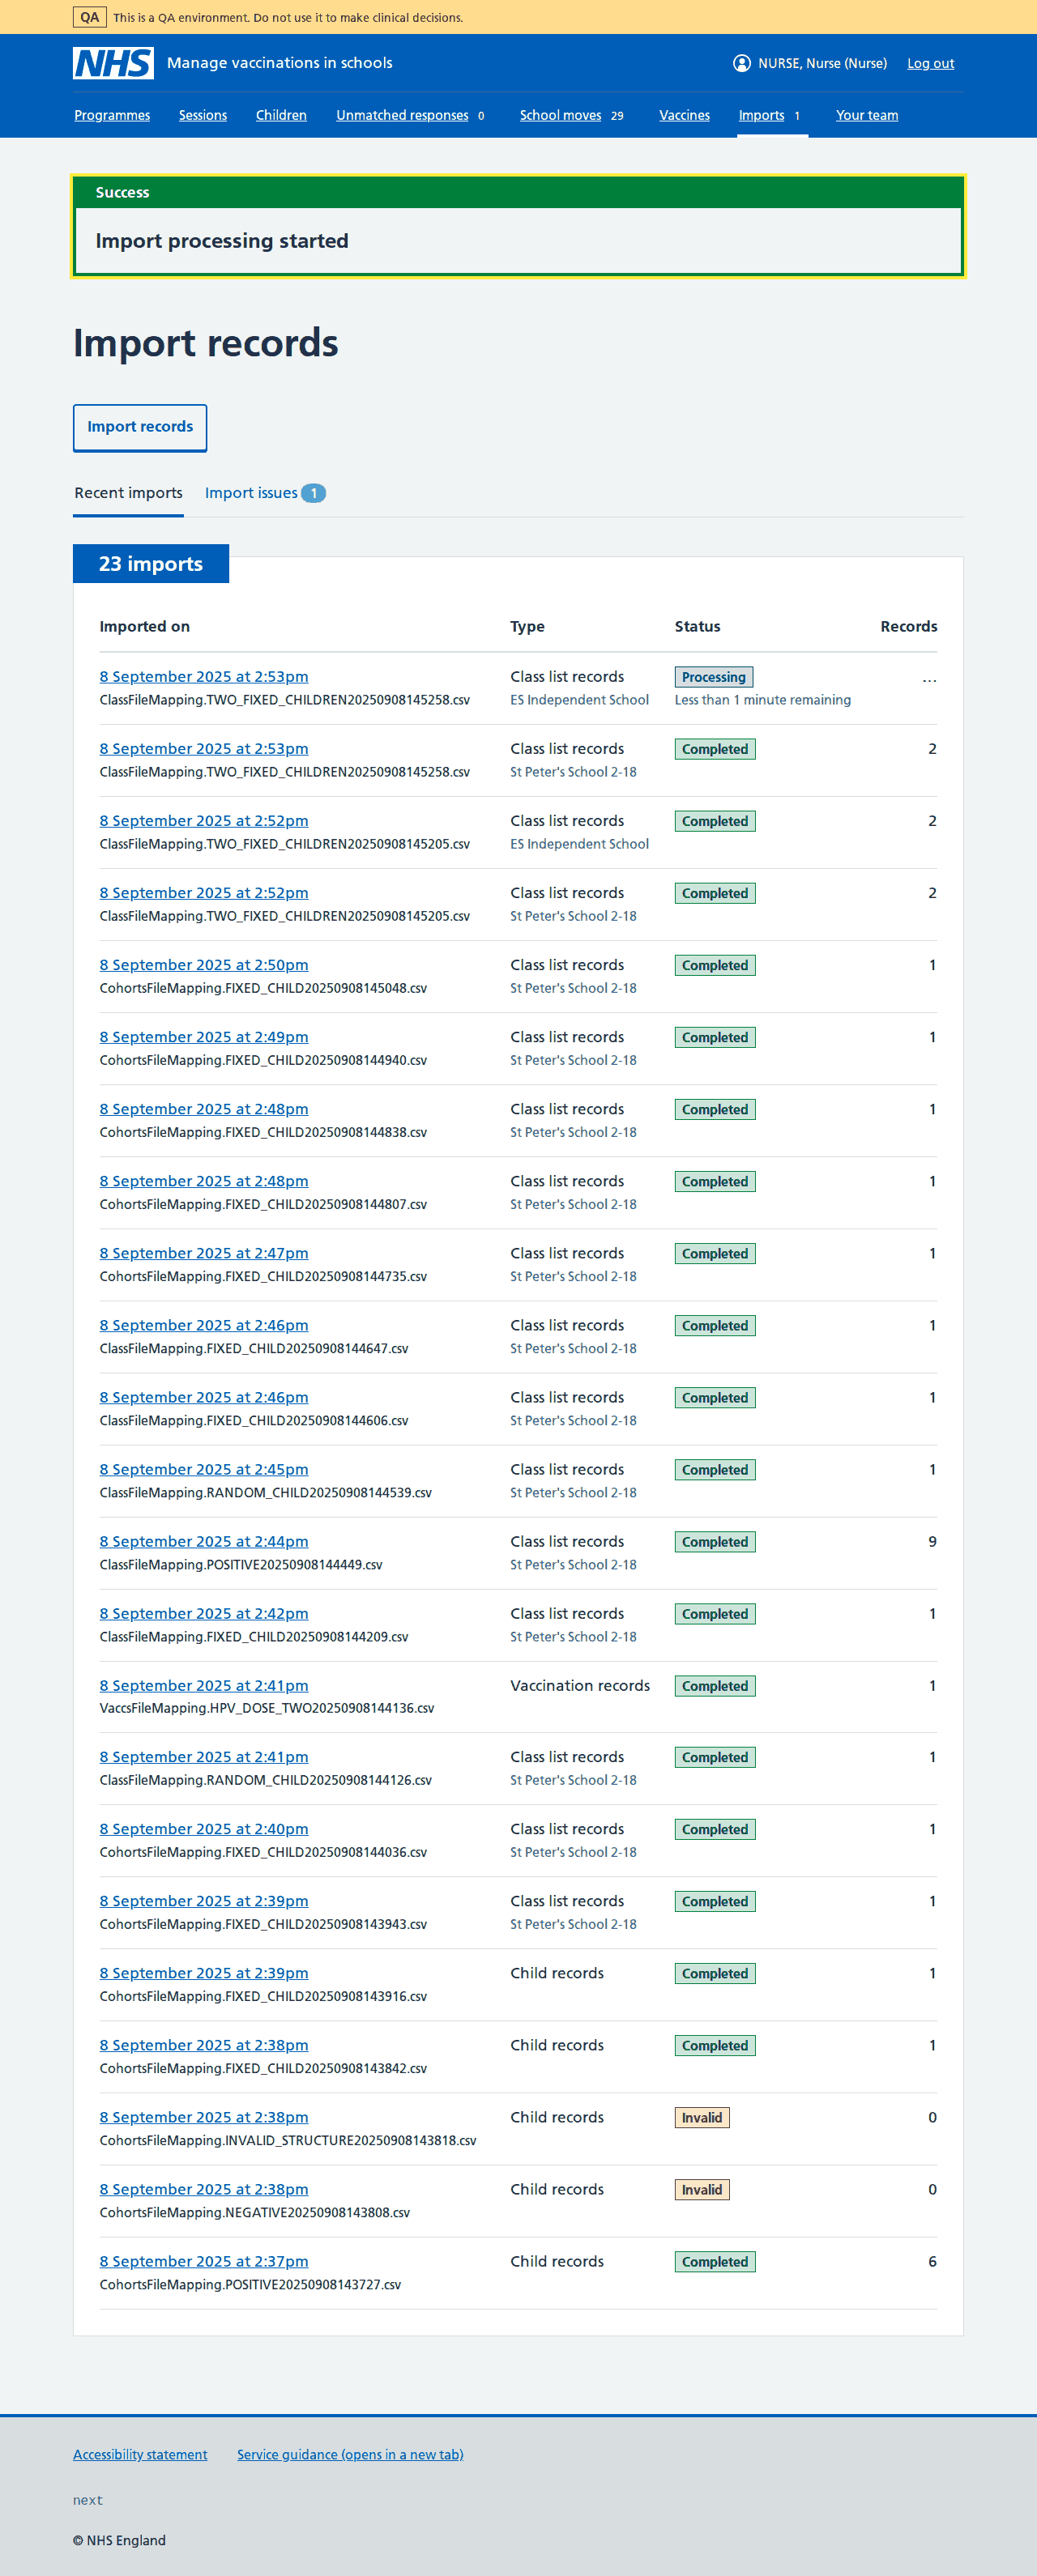 QA This is a QA environment. Do not use it to make clinical decisions.
NHS Manage vaccinations in schools NURSE, Nurse (Nurse) Log out
Programmes Sessions Children Unmatched responses 0 School moves 29 Vaccines Imports 1 Your team
Success
Import processing started
Import records
Import records
Recent imports Import issues 1
23 imports
Imported on Type Status Records
8 September 2025 at 2:53pm Class list records Processing ...
ClassFileMapping.TWO_FIXED_CHILDREN20250908145258.csv ES Independent School Less than 1 minute remaining
8 September 2025 at 2:53pm Class list records Completed 2
ClassFileMapping.TWO_FIXED_CHILDREN20250908145258.csv St Peter's School 2-18
8 September 2025 at 2:52pm Class list records Completed 2
ClassFileMapping.TWO_FIXED_CHILDREN20250908145205.csv ES Independent School
8 September 2025 at 2:52pm Class list records Completed 2
ClassFileMapping.TWO_FIXED_CHILDREN20250908145205.csv St Peter's School 2-18
8 September 2025 at 2:50pm Class list records Completed 1
CohortsFileMapping.FIXED_CHILD20250908145048.csv St Peter's School 2-18
8 September 2025 at 2:49pm Class list records Completed 1
CohortsFileMapping.FIXED_CHILD20250908144940.csv St Peter's School 2-18
8 September 2025 at 2:48pm Class list records Completed 1
CohortsFileMapping.FIXED_CHILD20250908144838.csv St Peter's School 2-18
8 September 2025 at 2:48pm Class list records Completed 1
CohortsFileMapping.FIXED_CHILD20250908144807.csv St Peter's School 2-18
8 September 2025 at 2:47pm Class list records Completed 1
CohortsFileMapping.FIXED_CHILD20250908144735.csv St Peter's School 2-18
8 September 2025 at 2:46pm Class list records Completed 1
ClassFileMapping.FIXED_CHILD20250908144647.csv St Peter's School 2-18
8 September 2025 at 2:46pm Class list records Completed 1
ClassFileMapping.FIXED_CHILD20250908144606.csv St Peter's School 2-18
8 September 2025 at 2:45pm Class list records Completed 1
ClassFileMapping.RANDOM_CHILD20250908144539.csv St Peter's School 2-18
8 September 2025 at 2:44pm Class list records Completed 9
ClassFileMapping.POSITIVE20250908144449.csv St Peter's School 2-18
8 September 2025 at 2:42pm Class list records Completed 1
ClassFileMapping.FIXED_CHILD20250908144209.csv St Peter's School 2-18
8 September 2025 at 2:41pm Vaccination records Completed 1
VaccsFileMapping.HPV_DOSE_TWO20250908144136.csv
8 September 2025 at 2:41pm Class list records Completed 1
ClassFileMapping.RANDOM_CHILD20250908144126.csv St Peter's School 2-18
8 September 2025 at 2:40pm Class list records Completed 1
CohortsFileMapping.FIXED_CHILD20250908144036.csv St Peter's School 2-18
8 September 2025 at 2:39pm Class list records Completed 1
CohortsFileMapping.FIXED_CHILD20250908143943.csv St Peter's School 2-18
8 September 2025 at 2:39pm Child records Completed 1
CohortsFileMapping.FIXED_CHILD20250908143916.csv
8 September 2025 at 2:38pm Child records Completed 1
CohortsFileMapping.FIXED_CHILD20250908143842.csv
8 September 2025 at 2:38pm Child records Invalid 0
CohortsFileMapping.INVALID_STRUCTURE20250908143818.csv
8 September 2025 at 2:38pm Child records Invalid 0
CohortsFileMapping.NEGATIVE20250908143808.csv
8 September 2025 at 2:37pm Child records Completed 6
CohortsFileMapping.POSITIVE20250908143727.csv
Accessibility statement Service guidance (opens in a new tab)
next
© NHS England